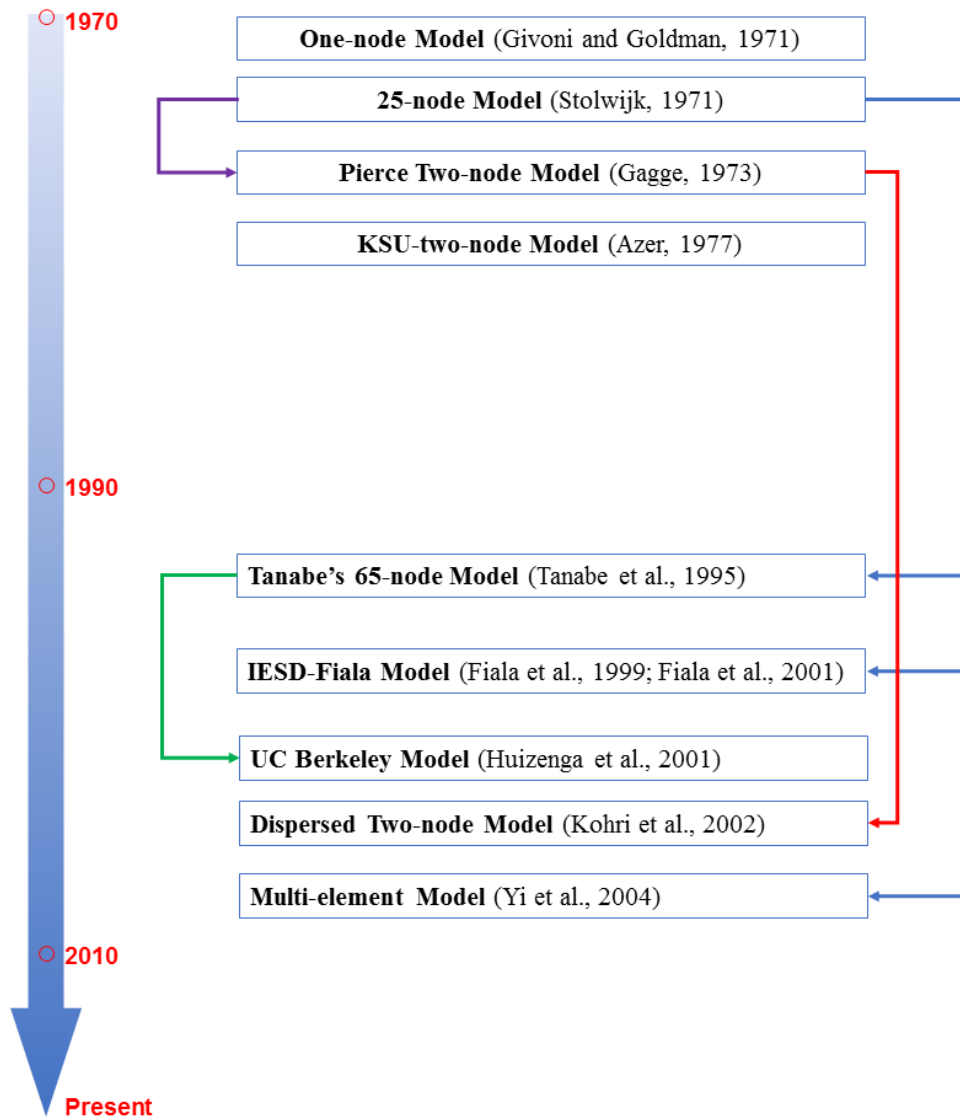 1970
One-node Model (Givoni and Goldman, 1971)
25-node Model (Stolwijk, 1971)
Pierce Two-node Model (Gagge, 1973)
KSU-two-node Model (Azer, 1977)
1990
Tanabe’s 65-node Model (Tanabe et al., 1995)
IESD-Fiala Model (Fiala et al., 1999; Fiala et al., 2001)
UC Berkeley Model (Huizenga et al., 2001)
Dispersed Two-node Model (Kohri et al., 2002)
Multi-element Model (Yi et al., 2004)
2010
Present